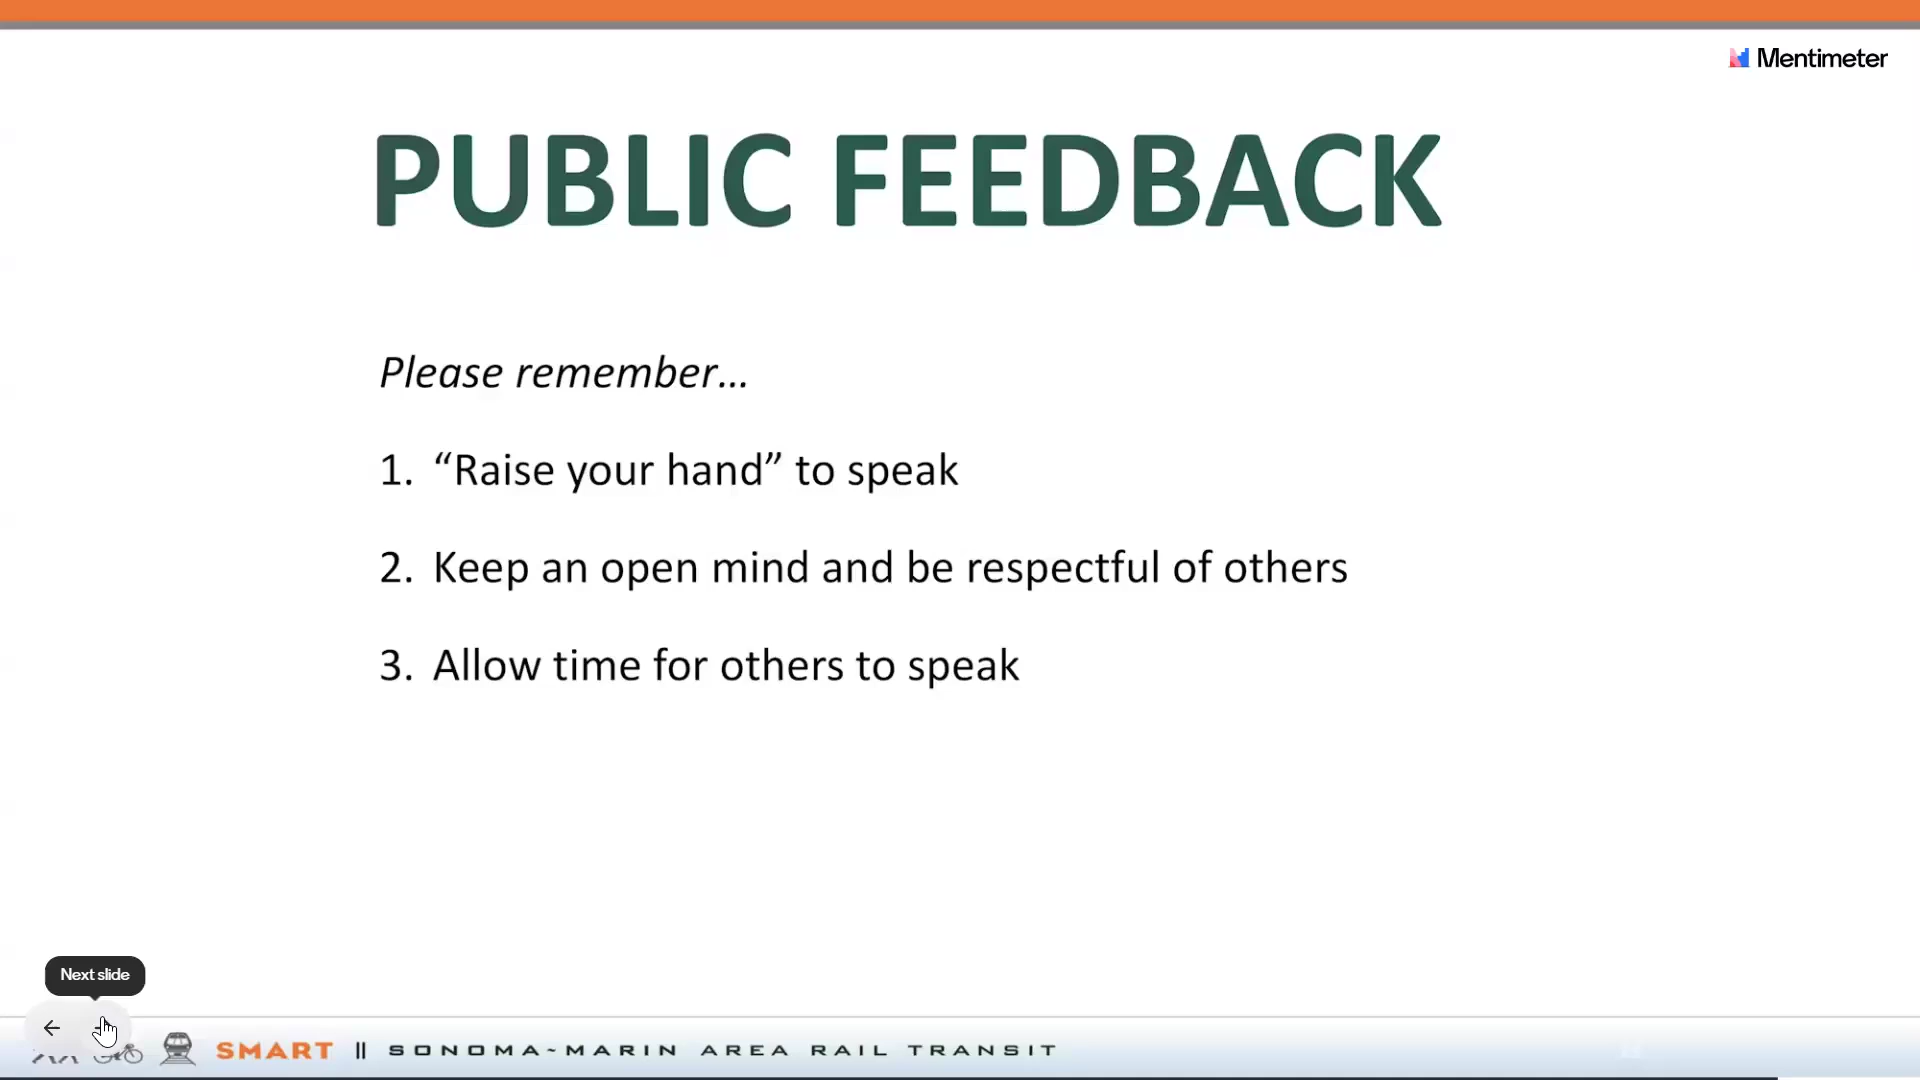 Mentimeter
PUBLIC FEEDBACK
Please remember...
1. “Raise your hand” to speak
2. Keep an open mind and be respectful of others
3. Allow time for others to speak
Next slide
SMART || SONOMA~MARIN AREA RAIL TRANSIT